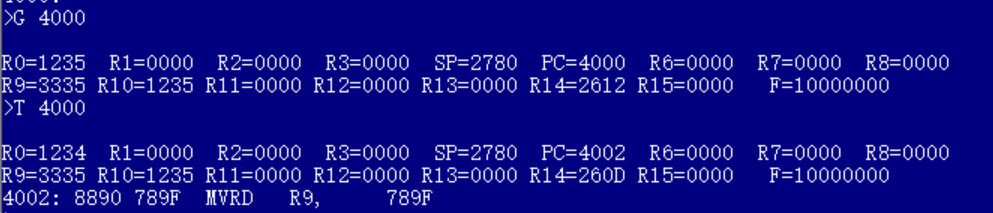 >G 4000
R0=1235 R1=0000 R2=0000 R3=0000 SP=2780 PC=4000 R6=0000 R7=0000 R8=0000
R9=3335 R10=1235 R11=0000 R12=0000 R13=0000 R14=2612 R15=0000 F=10000000
>T 4000
R0=1234 R1=0000 R2=0000 R3=0000 SP=2780 PC=4002 R6=0000 R7=0000 R8=0000
R9=3335 R10=1235 R11=0000 R12=0000 R13=0000 R14=260D R15=0000 F=10000000
4002: 8890 789F MVRD R9, 789F